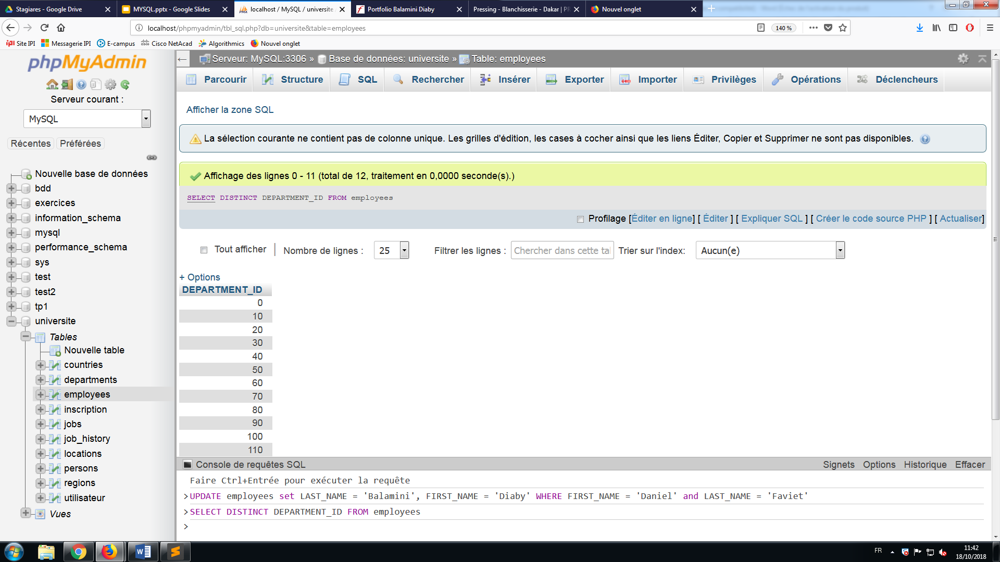 Stagiares - Google Drive
MYSQL.pptx - Google Slides
localhost / MySQL / universite
Portfolio Balamini Diaby
Pressing - Blanchisserie - Dakar | PR
Nouvel onglet
localhost/phpmyadmin/tbl_sql.php?db=universite&table=employees
140 %
Site IPI
Messagerie IPI
E-campus
Cisco NetAcad
Algorithmics
Nouvel onglet
phpMyAdmin
Serveur courant :
MySQL
Récentes
Préférées
Nouvelle base de données
bdd
exercices
information_schema
mysql
performance_schema
sys
test
test2
tp1
universite
Tables
Nouvelle table
countries
departments
employees
inscription
jobs
job_history
locations
persons
regions
utilisateur
Vues
Serveur: MySQL:3306 » Base de données: universite » Table: employees
Parcourir
Structure
SQL
Rechercher
Insérer
Exporter
Importer
Privilèges
Opérations
Déclencheurs
Afficher la zone SQL
La sélection courante ne contient pas de colonne unique. Les grilles d'édition, les cases à cocher ainsi que les liens Éditer, Copier et Supprimer ne sont pas disponibles.
Affichage des lignes 0 - 11 (total de 12, traitement en 0,0000 seconde(s).)
SELECT DISTINCT DEPARTMENT_ID FROM employees
Profilage [Éditer en ligne] [ Éditer ] [ Expliquer SQL ] [ Créer le code source PHP ] [ Actualiser]
Tout afficher
Nombre de lignes :
25
Filtrer les lignes :
Chercher dans cette tal
Trier sur l'index:
Aucun(e)
+ Options
DEPARTMENT_ID
0
10
20
30
40
50
60
70
80
90
100
110
Console de requêtes SQL
Signets
Options
Historique
Effacer
Faire Ctrl+Entrée pour exécuter la requête
>UPDATE employees set LAST_NAME = 'Balamini', FIRST_NAME = 'Diaby' WHERE FIRST_NAME = 'Daniel' and LAST_NAME = 'Faviet'
>SELECT DISTINCT DEPARTMENT_ID FROM employees
>
FR
11:42
18/10/2018